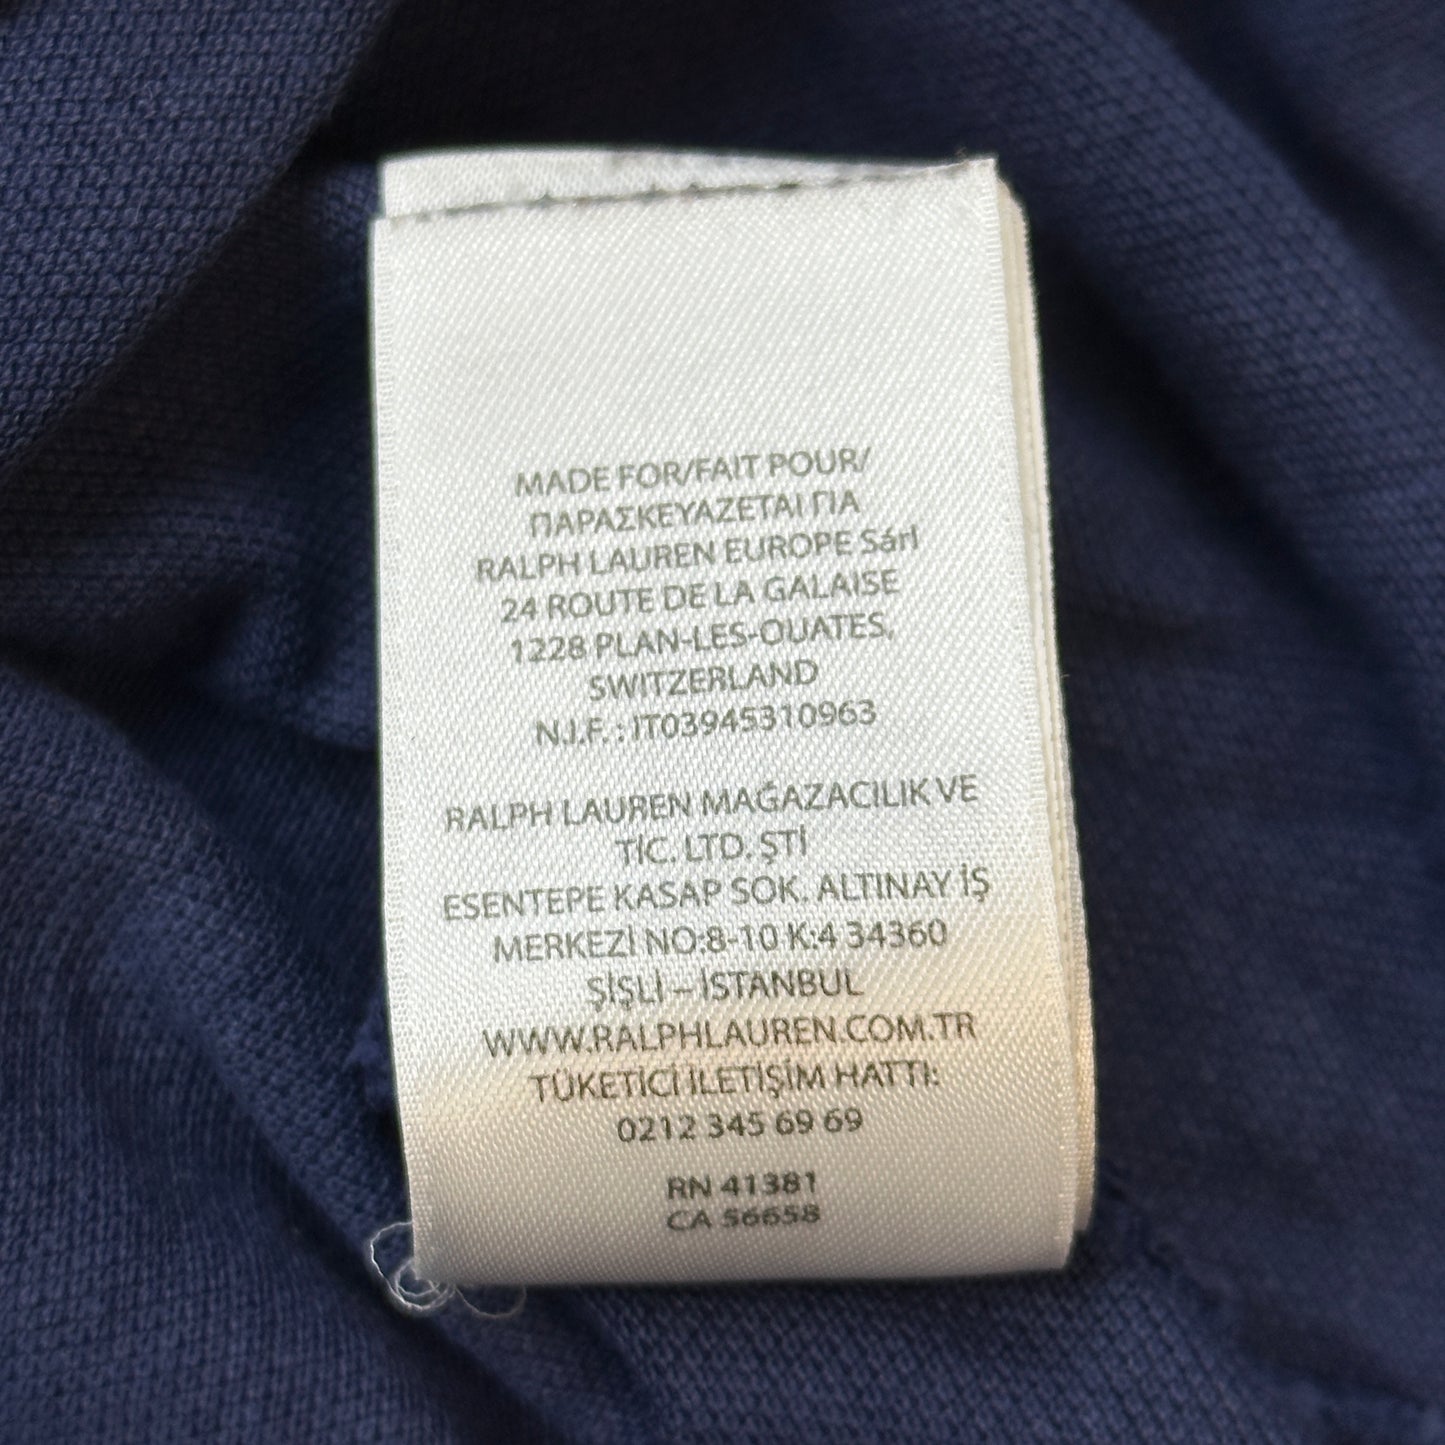 MADE FOR/FAIT POUR/
ΠΑΡΑΣΚΕΥΑΖΕΤΑΙ ΓΙΑ
RALPH LAUREN EUROPE Sárl
24 ROUTE DE LA GALAISE
1228 PLAN-LES-OUATES,
SWITZERLAND
N.I.F. : IT03945310963
RALPH LAUREN MAĞAZACILIK VE
TİC. LTD. ŞTİ
ESENTEPE KASAP SOK. ALTINAY İŞ
MERKEZİ NO:8-10 K:4 34360
ŞİŞLİ – İSTANBUL
WWW.RALPHLAUREN.COM.TR
TÜKETİCİ İLETİŞİM HATTI:
0212 345 69 69
RN 41381
CA 56658